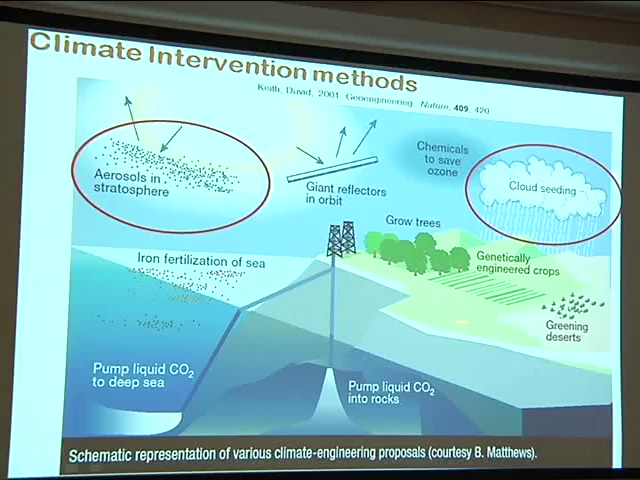 Climate Intervention methods
Keith, David, 2001 Geoengineering. Nature, 409, 420
Aerosols in
stratosphere
Giant reflectors
in orbit
Chemicals
to save
ozone
Cloud seeding
Grow trees
Iron fertilization of sea
Genetically
engineered crops
Greening
deserts
Pump liquid CO₂
to deep sea
Pump liquid CO₂
into rocks
Schematic representation of various climate-engineering proposals (courtesy B. Matthews).